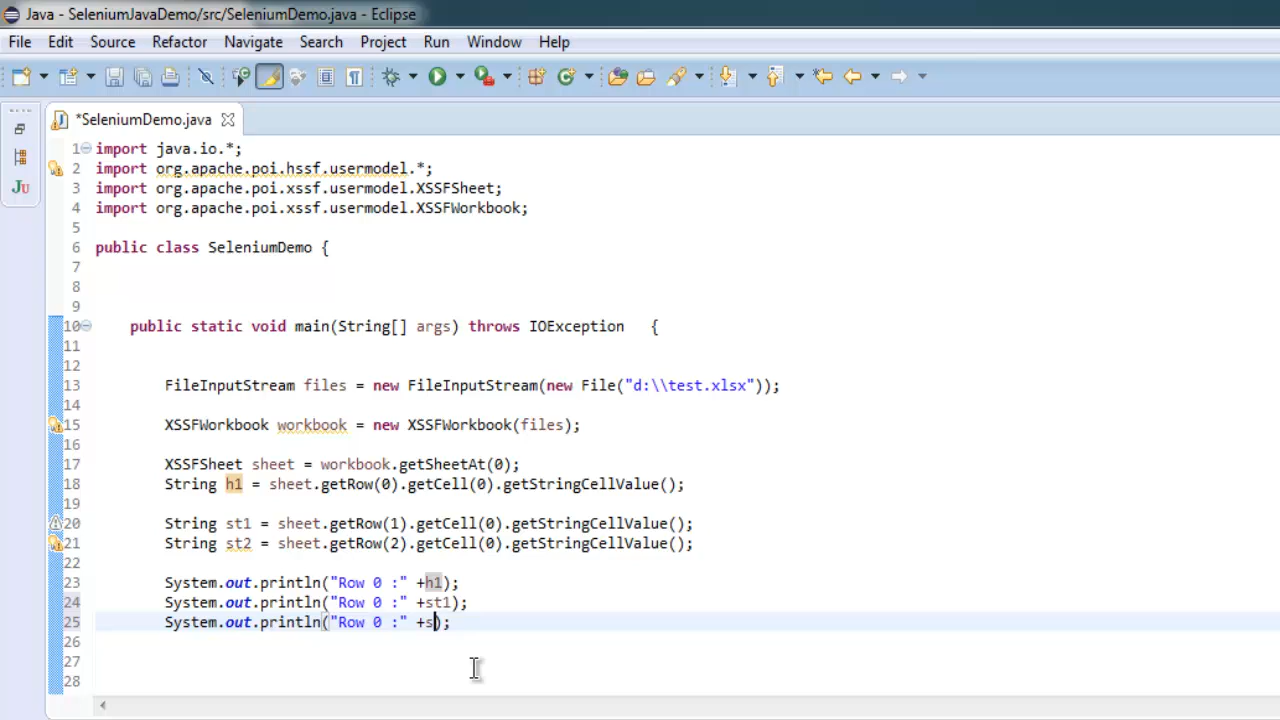 Java - SeleniumJavaDemo/src/SeleniumDemo.java - Eclipse
File Edit Source Refactor Navigate Search Project Run Window Help
*SeleniumDemo.java
1 import java.io.*;
2 import org.apache.poi.hssf.usermodel.*;
3 import org.apache.poi.xssf.usermodel.XSSFSheet;
4 import org.apache.poi.xssf.usermodel.XSSFWorkbook;
5
6 public class SeleniumDemo {
7
8
9
10 public static void main(String[] args) throws IOException {
11
12
13 FileInputStream files = new FileInputStream(new File("d:\\test.xlsx"));
14
15 XSSFWorkbook workbook = new XSSFWorkbook(files);
16
17 XSSFSheet sheet = workbook.getSheetAt(0);
18 String h1 = sheet.getRow(0).getCell(0).getStringCellValue();
19
20 String st1 = sheet.getRow(1).getCell(0).getStringCellValue();
21 String st2 = sheet.getRow(2).getCell(0).getStringCellValue();
22
23 System.out.println("Row 0 :" +h1);
24 System.out.println("Row 0 :" +st1);
25 System.out.println("Row 0 :" +s);
26
27
28